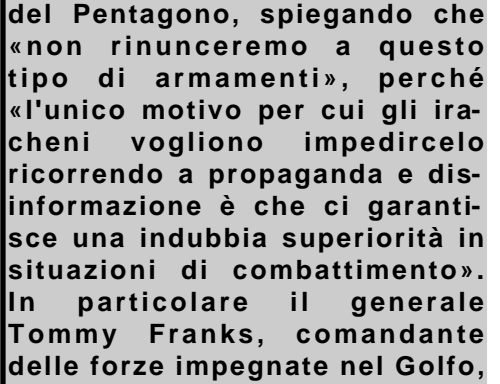 del Pentagono, spiegando che
«non rinunceremo a questo
tipo di armamenti», perché
«l'unico motivo per cui gli ira-
cheni vogliono impedircelo
ricorrendo a propaganda e dis-
informazione è che ci garanti-
sce una indubbia superiorità in
situazioni di combattimento».
In particolare il generale
Tommy Franks, comandante
delle forze impegnate nel Golfo,